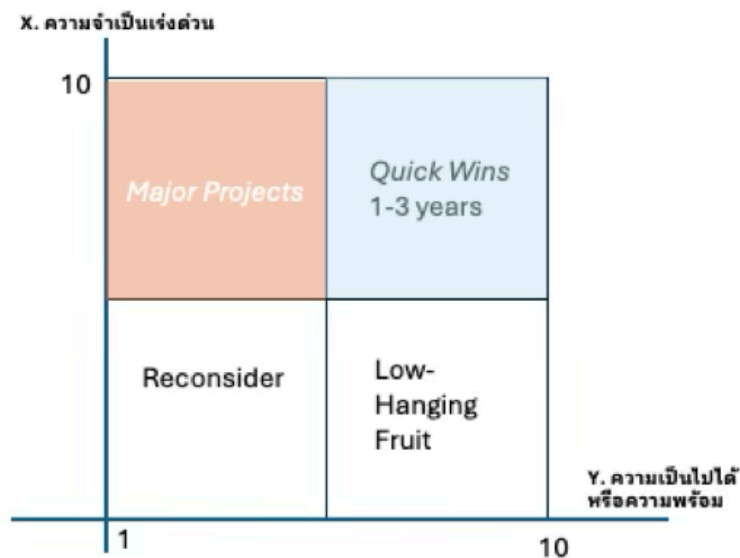 X. ความจำเป็นเร่งด่วน
10
Major Projects
Quick Wins
1-3 years
Reconsider
Low-
Hanging
Fruit
Y. ความเป็นไปได้
หรือความพร้อม
1
10